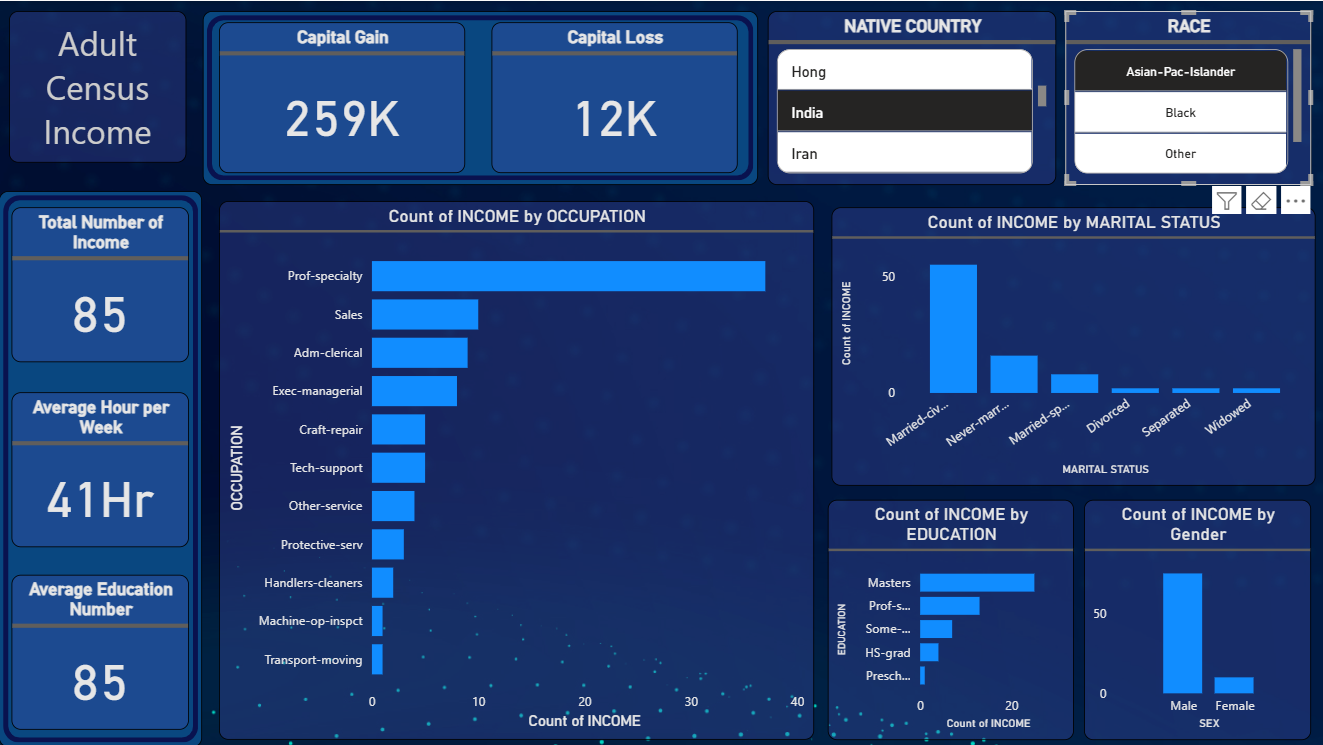 Adult
Census
Income
Capital Gain
259K
Capital Loss
12K
NATIVE COUNTRY
Hong
India
Iran
RACE
Asian-Pac-Islander
Black
Other
Total Number of
Income
85
Average Hour per
Week
41Hr
Average Education
Number
85
Count of INCOME by OCCUPATION
OCCUPATION
Prof-specialty
Sales
Adm-clerical
Exec-managerial
Craft-repair
Tech-support
Other-service
Protective-serv
Handlers-cleaners
Machine-op-inspct
Transport-moving
0 10 20 30 40
Count of INCOME
Count of INCOME by MARITAL STATUS
Count of INCOME
50
0
Married-civ...
Never-marr...
Married-sp...
Divorced
Separated
Widowed
MARITAL STATUS
Count of INCOME by
EDUCATION
EDUCATION
Masters
Prof-s...
Some-...
HS-grad
Presch...
0 20
Count of INCOME
Count of INCOME by
Gender
50
0
Male Female
SEX